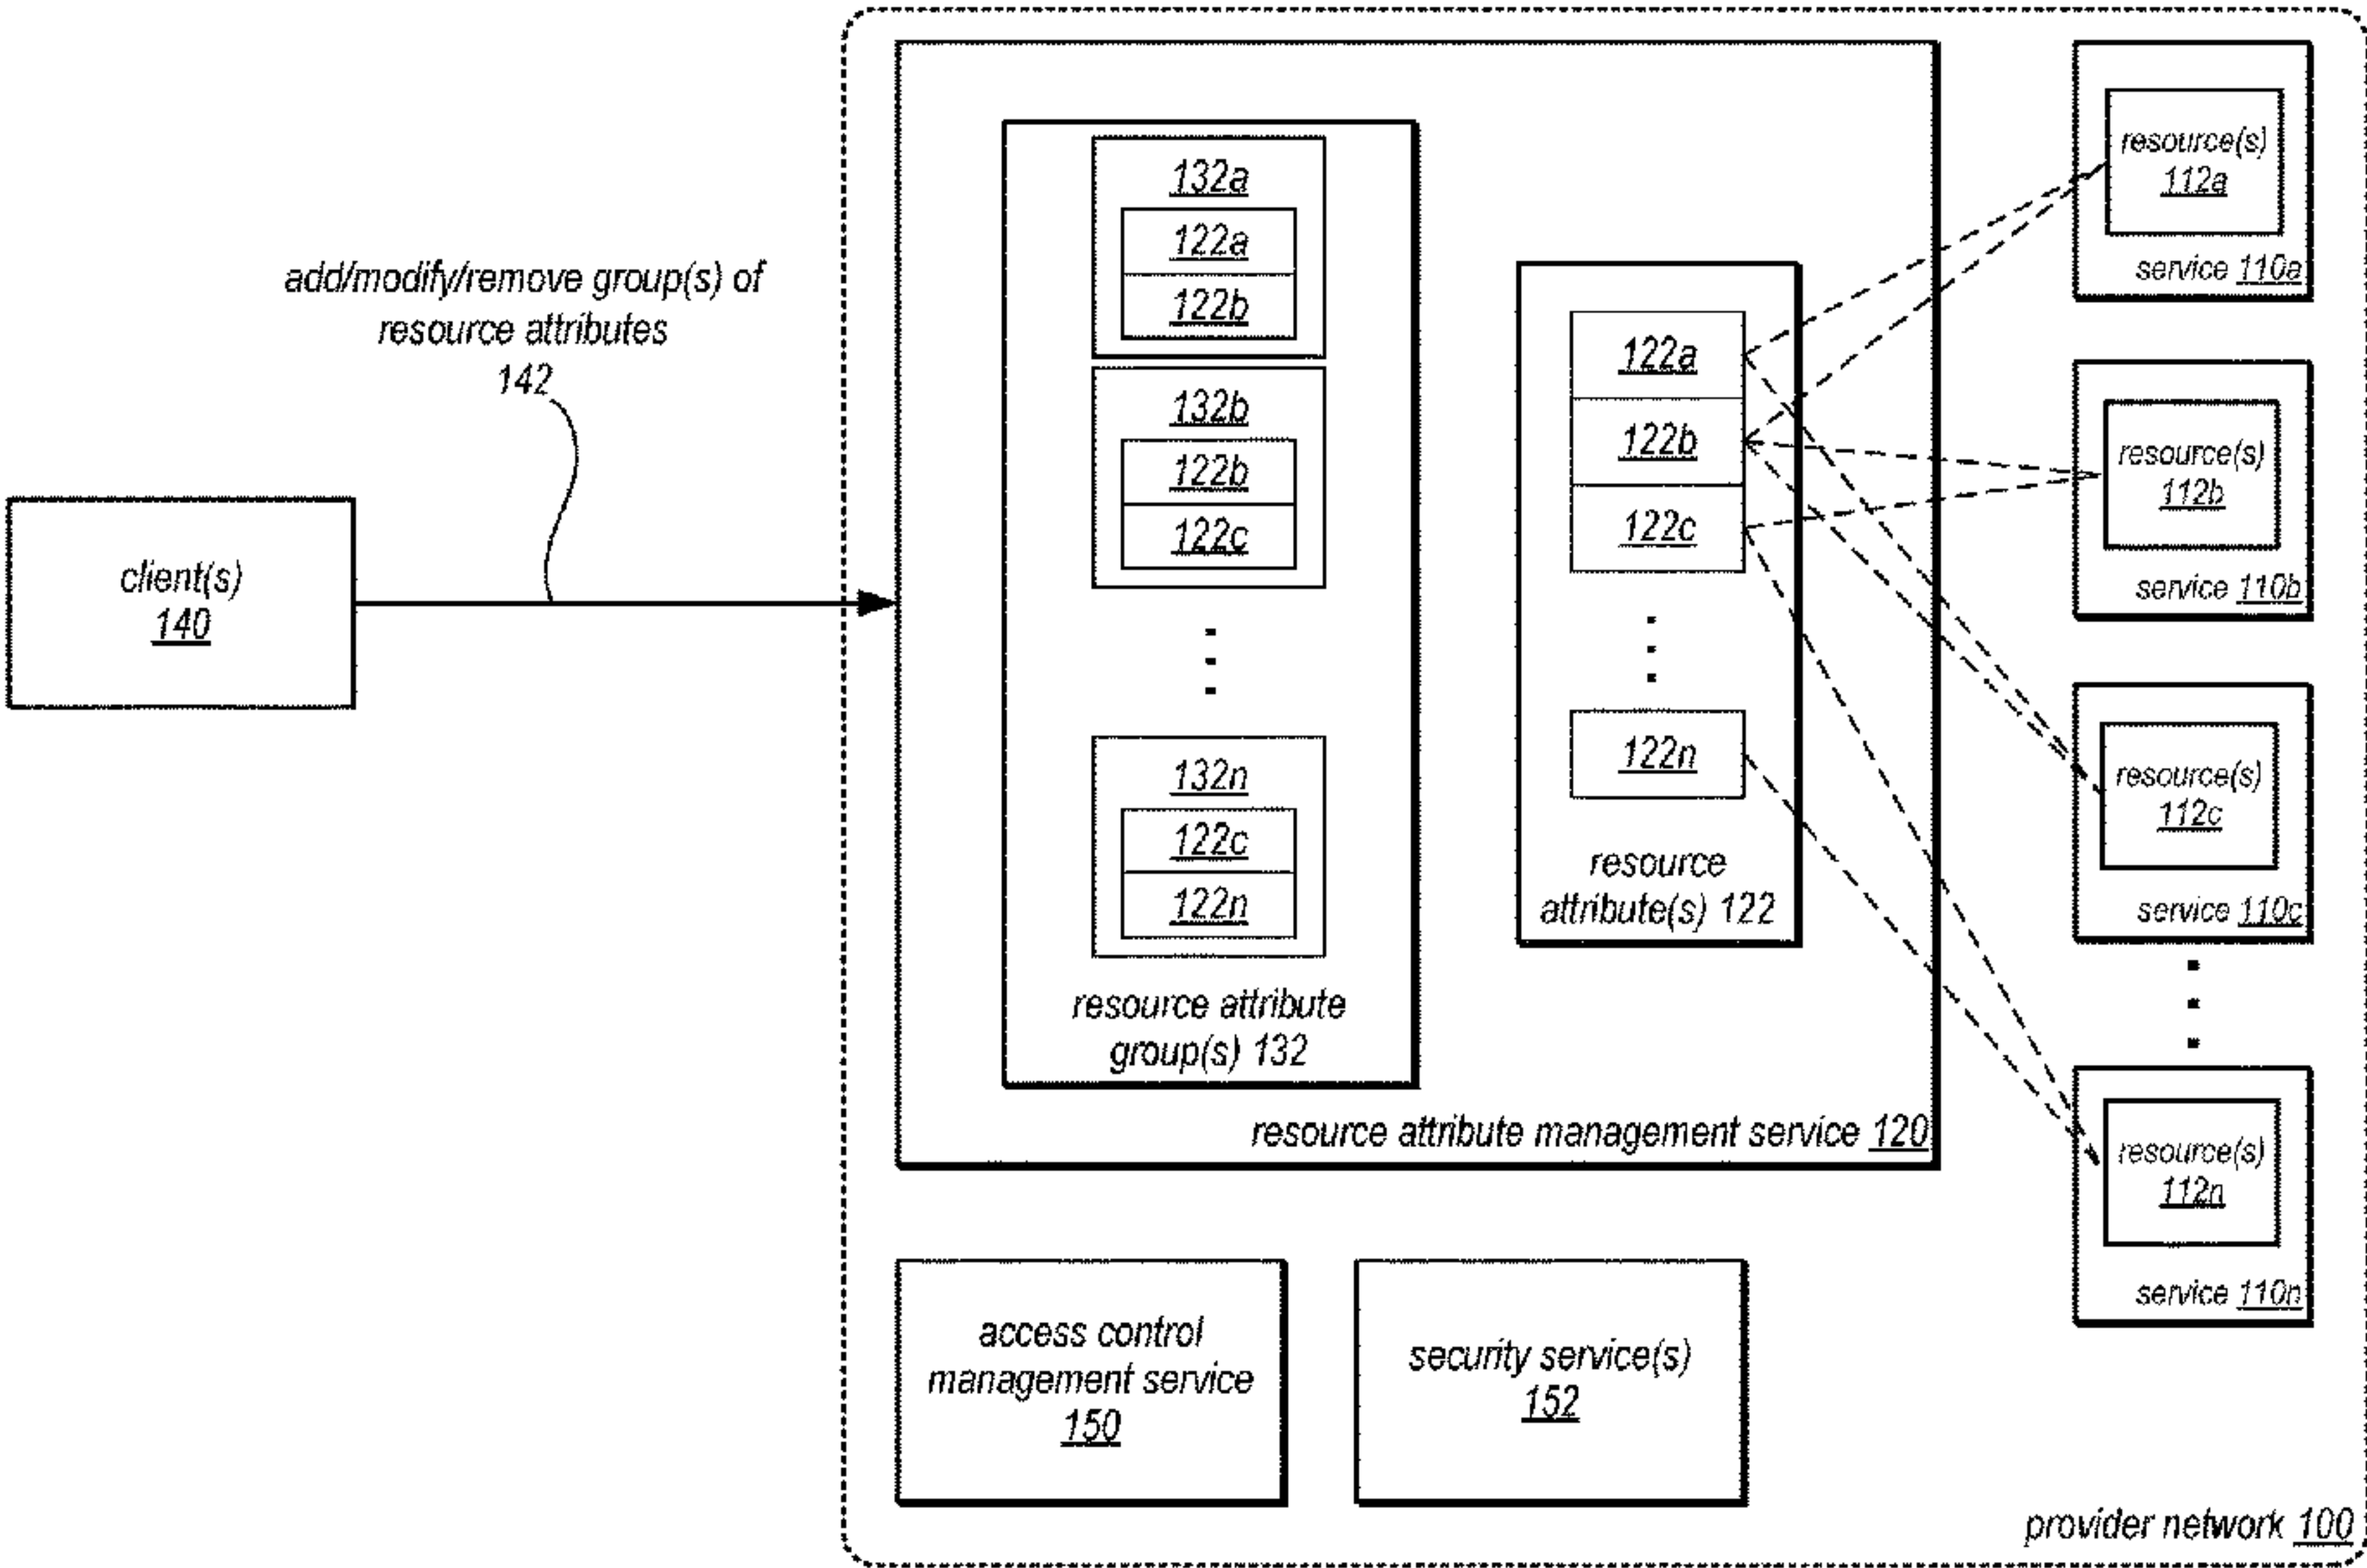 add/modify/remove group(s) of
resource attributes
142
client(s)
140
132a
122a
122b
132b
122b
122c
132n
122c
122n
resource attribute
group(s) 132
122a
122b
122c
122n
resource
attribute(s) 122
resource attribute management service 120
resource(s)
112a
service 110a
resource(s)
112b
service 110b
resource(s)
112c
service 110c
resource(s)
112n
service 110n
access control
management service
150
security service(s)
152
provider network 100